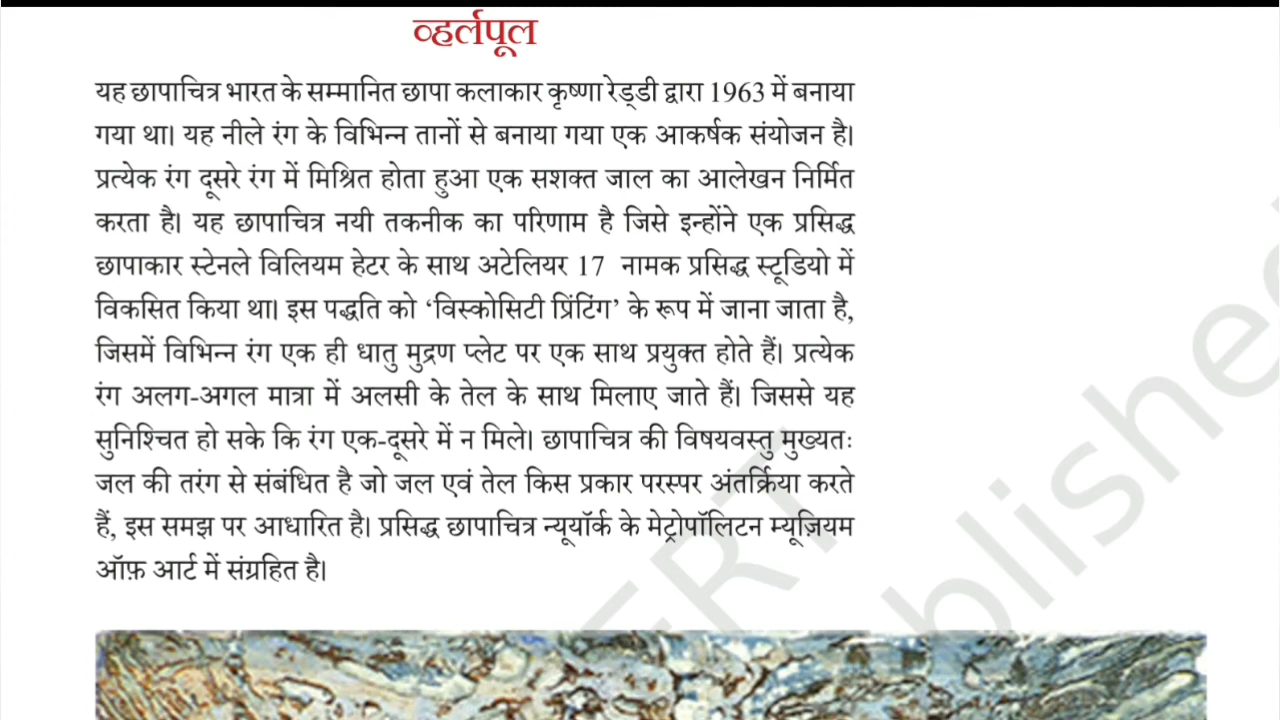 व्हर्लपूल
यह छापाचित्र भारत के सम्मानित छापा कलाकार कृष्णा रेड्डी द्वारा 1963 में बनाया
गया था। यह नीले रंग के विभिन्न तानों से बनाया गया एक आकर्षक संयोजन है।
प्रत्येक रंग दूसरे रंग में मिश्रित होता हुआ एक सशक्त जाल का आलेखन निर्मित
करता है। यह छापाचित्र नयी तकनीक का परिणाम है जिसे इन्होंने एक प्रसिद्ध
छापाकार स्टेनले विलियम हेटर के साथ अटेलियर 17 नामक प्रसिद्ध स्टूडियो में
विकसित किया था। इस पद्धति को ‘विस्कोसिटी प्रिंटिंग’ के रूप में जाना जाता है,
जिसमें विभिन्न रंग एक ही धातु मुद्रण प्लेट पर एक साथ प्रयुक्त होते हैं। प्रत्येक
रंग अलग-अगल मात्रा में अलसी के तेल के साथ मिलाए जाते हैं। जिससे यह
सुनिश्चित हो सके कि रंग एक-दूसरे में न मिले। छापाचित्र की विषयवस्तु मुख्यतः
जल की तरंग से संबंधित है जो जल एवं तेल किस प्रकार परस्पर अंतर्क्रिया करते
हैं, इस समझ पर आधारित है। प्रसिद्ध छापाचित्र न्यूयॉर्क के मेट्रोपॉलिटन म्यूज़ियम
ऑफ़ आर्ट में संग्रहित है।